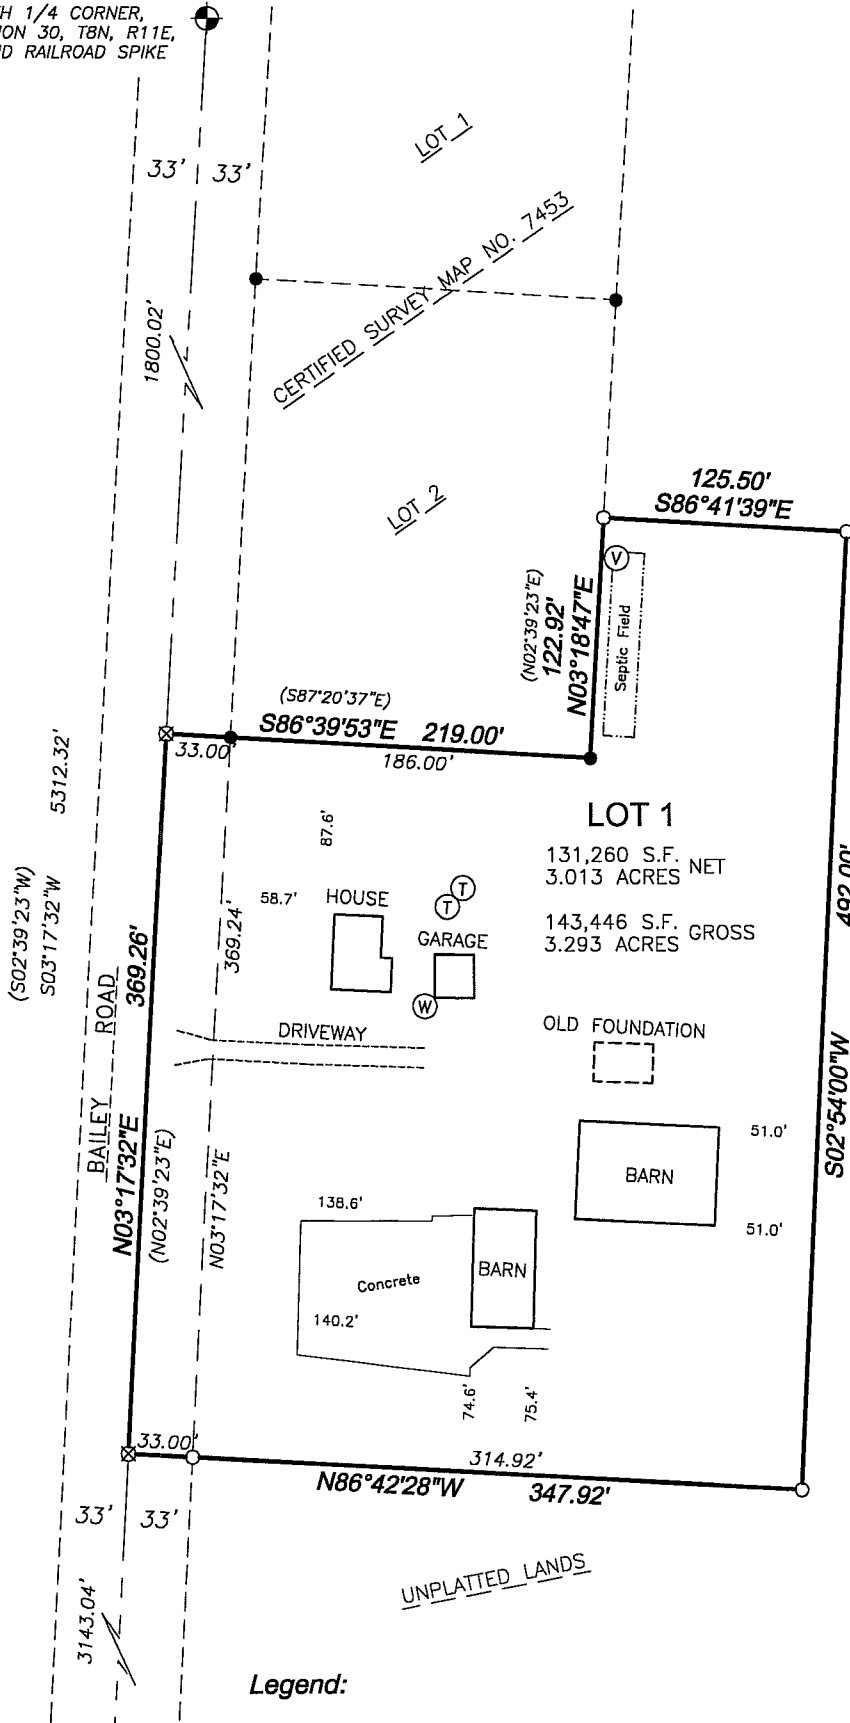 1/4 CORNER,
30, T8N, R11E,
RAILROAD SPIKE
33' 33'
LOT 1
CERTIFIED SURVEY MAP NO. 7453
1800.02'
LOT 2
125.50'
S86°41'39"E
V
Septic Field
(N02°39'23"E)
122.92'
N03°18'47"E
(S87°20'37"E)
S86°39'53"E 219.00'
33.00'
186.00'
5312.32'
(S02°39'23"W)
S03°17'32"W
LOT 1
131,260 S.F.
3.013 ACRES NET
143,446 S.F.
3.293 ACRES GROSS
492.00'
87.6'
58.7'
HOUSE
T
T
GARAGE
W
369.24'
369.26'
BAILEY ROAD
DRIVEWAY
OLD FOUNDATION
S02°54'00"W
N03°17'32"E
(N02°39'23"E)
N03°17'32"E
51.0'
BARN
51.0'
138.6'
Concrete
BARN
140.2'
74.6'
75.4'
33.00'
314.92'
N86°42'28"W 347.92'
33' 33'
UNPLATTED LANDS
3143.04'
Legend: